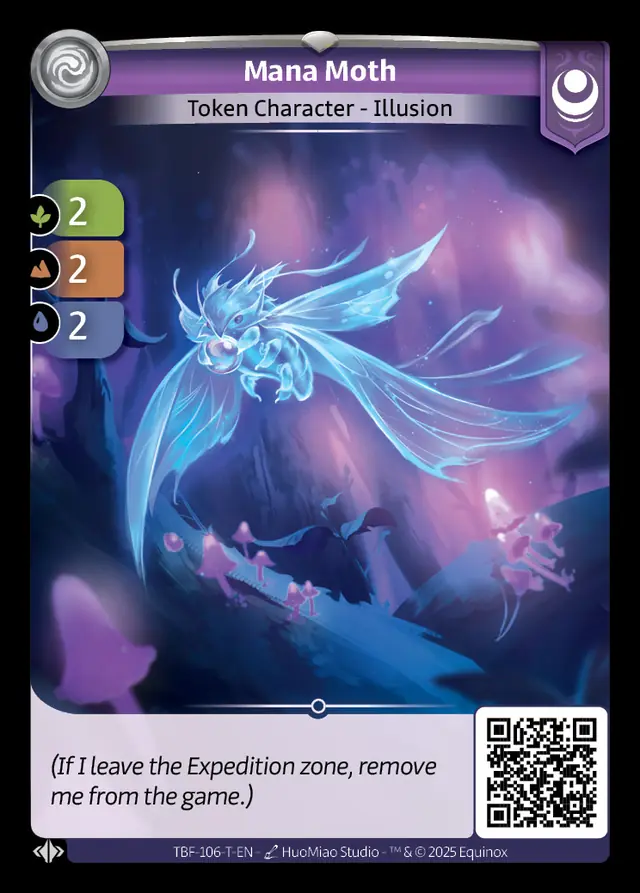 Mana Moth
Token Character - Illusion
2
2
2
(If I leave the Expedition zone, remove
me from the game.)
TBF-106-T-EN - HuoMiao Studio - ™ & © 2025 Equinox